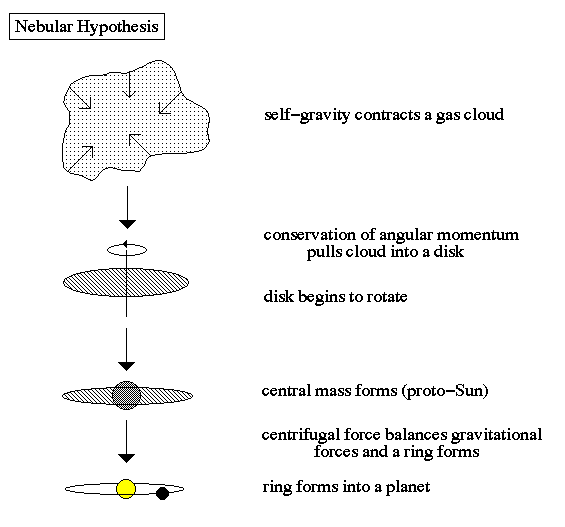 Nebular Hypothesis
self-gravity contracts a gas cloud
conservation of angular momentum
pulls cloud into a disk
disk begins to rotate
central mass forms (proto-Sun)
centrifugal force balances gravitational
forces and a ring forms
ring forms into a planet